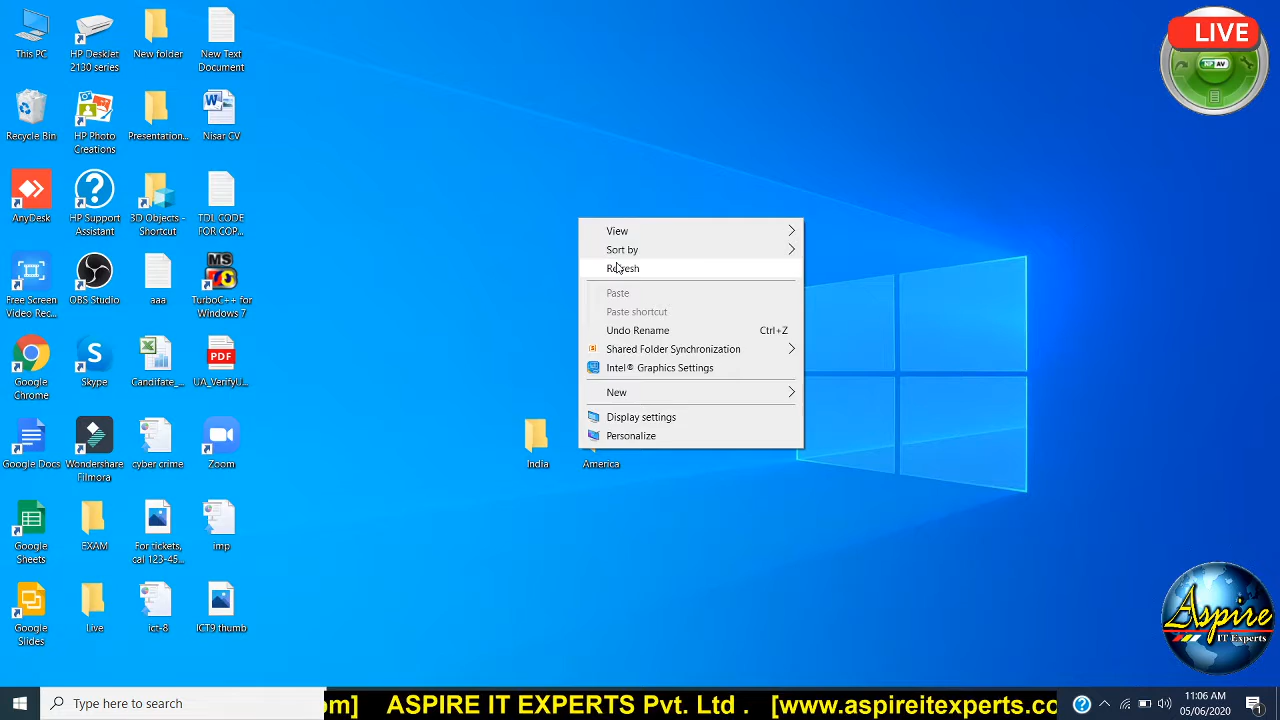 This PC
HP Deskjet
2130 series
New folder
New Text
Document
Recycle Bin
HP Photo
Creations
Presentation...
Nisar CV
AnyDesk
HP Support
Assistant
3D Objects -
Shortcut
TDL CODE
FOR COP...
Free Screen
Video Rec...
OBS Studio
aaa
MS
TurboC++ for
Windows 7
Google
Chrome
Skype
Candifate_...
PDF
UA_VerifyU...
Google Docs
Wondershare
Filmora
cyber crime
Zoom
Google
Sheets
EXAM
For tickets,
cal 123-45...
imp
Google
Slides
Live
ict-8
ICT9 thumb
India
America
View
Sort by
Refresh
Paste
Paste shortcut
Undo Rename Ctrl+Z
Shared Folder Synchronization
Intel® Graphics Settings
New
Display settings
Personalize
LIVE
AV
Aspire
IT Experts
Type here to search
om] ASPIRE IT EXPERTS Pvt. Ltd . [www.aspireitexperts.co
11:06 AM
05/06/2020